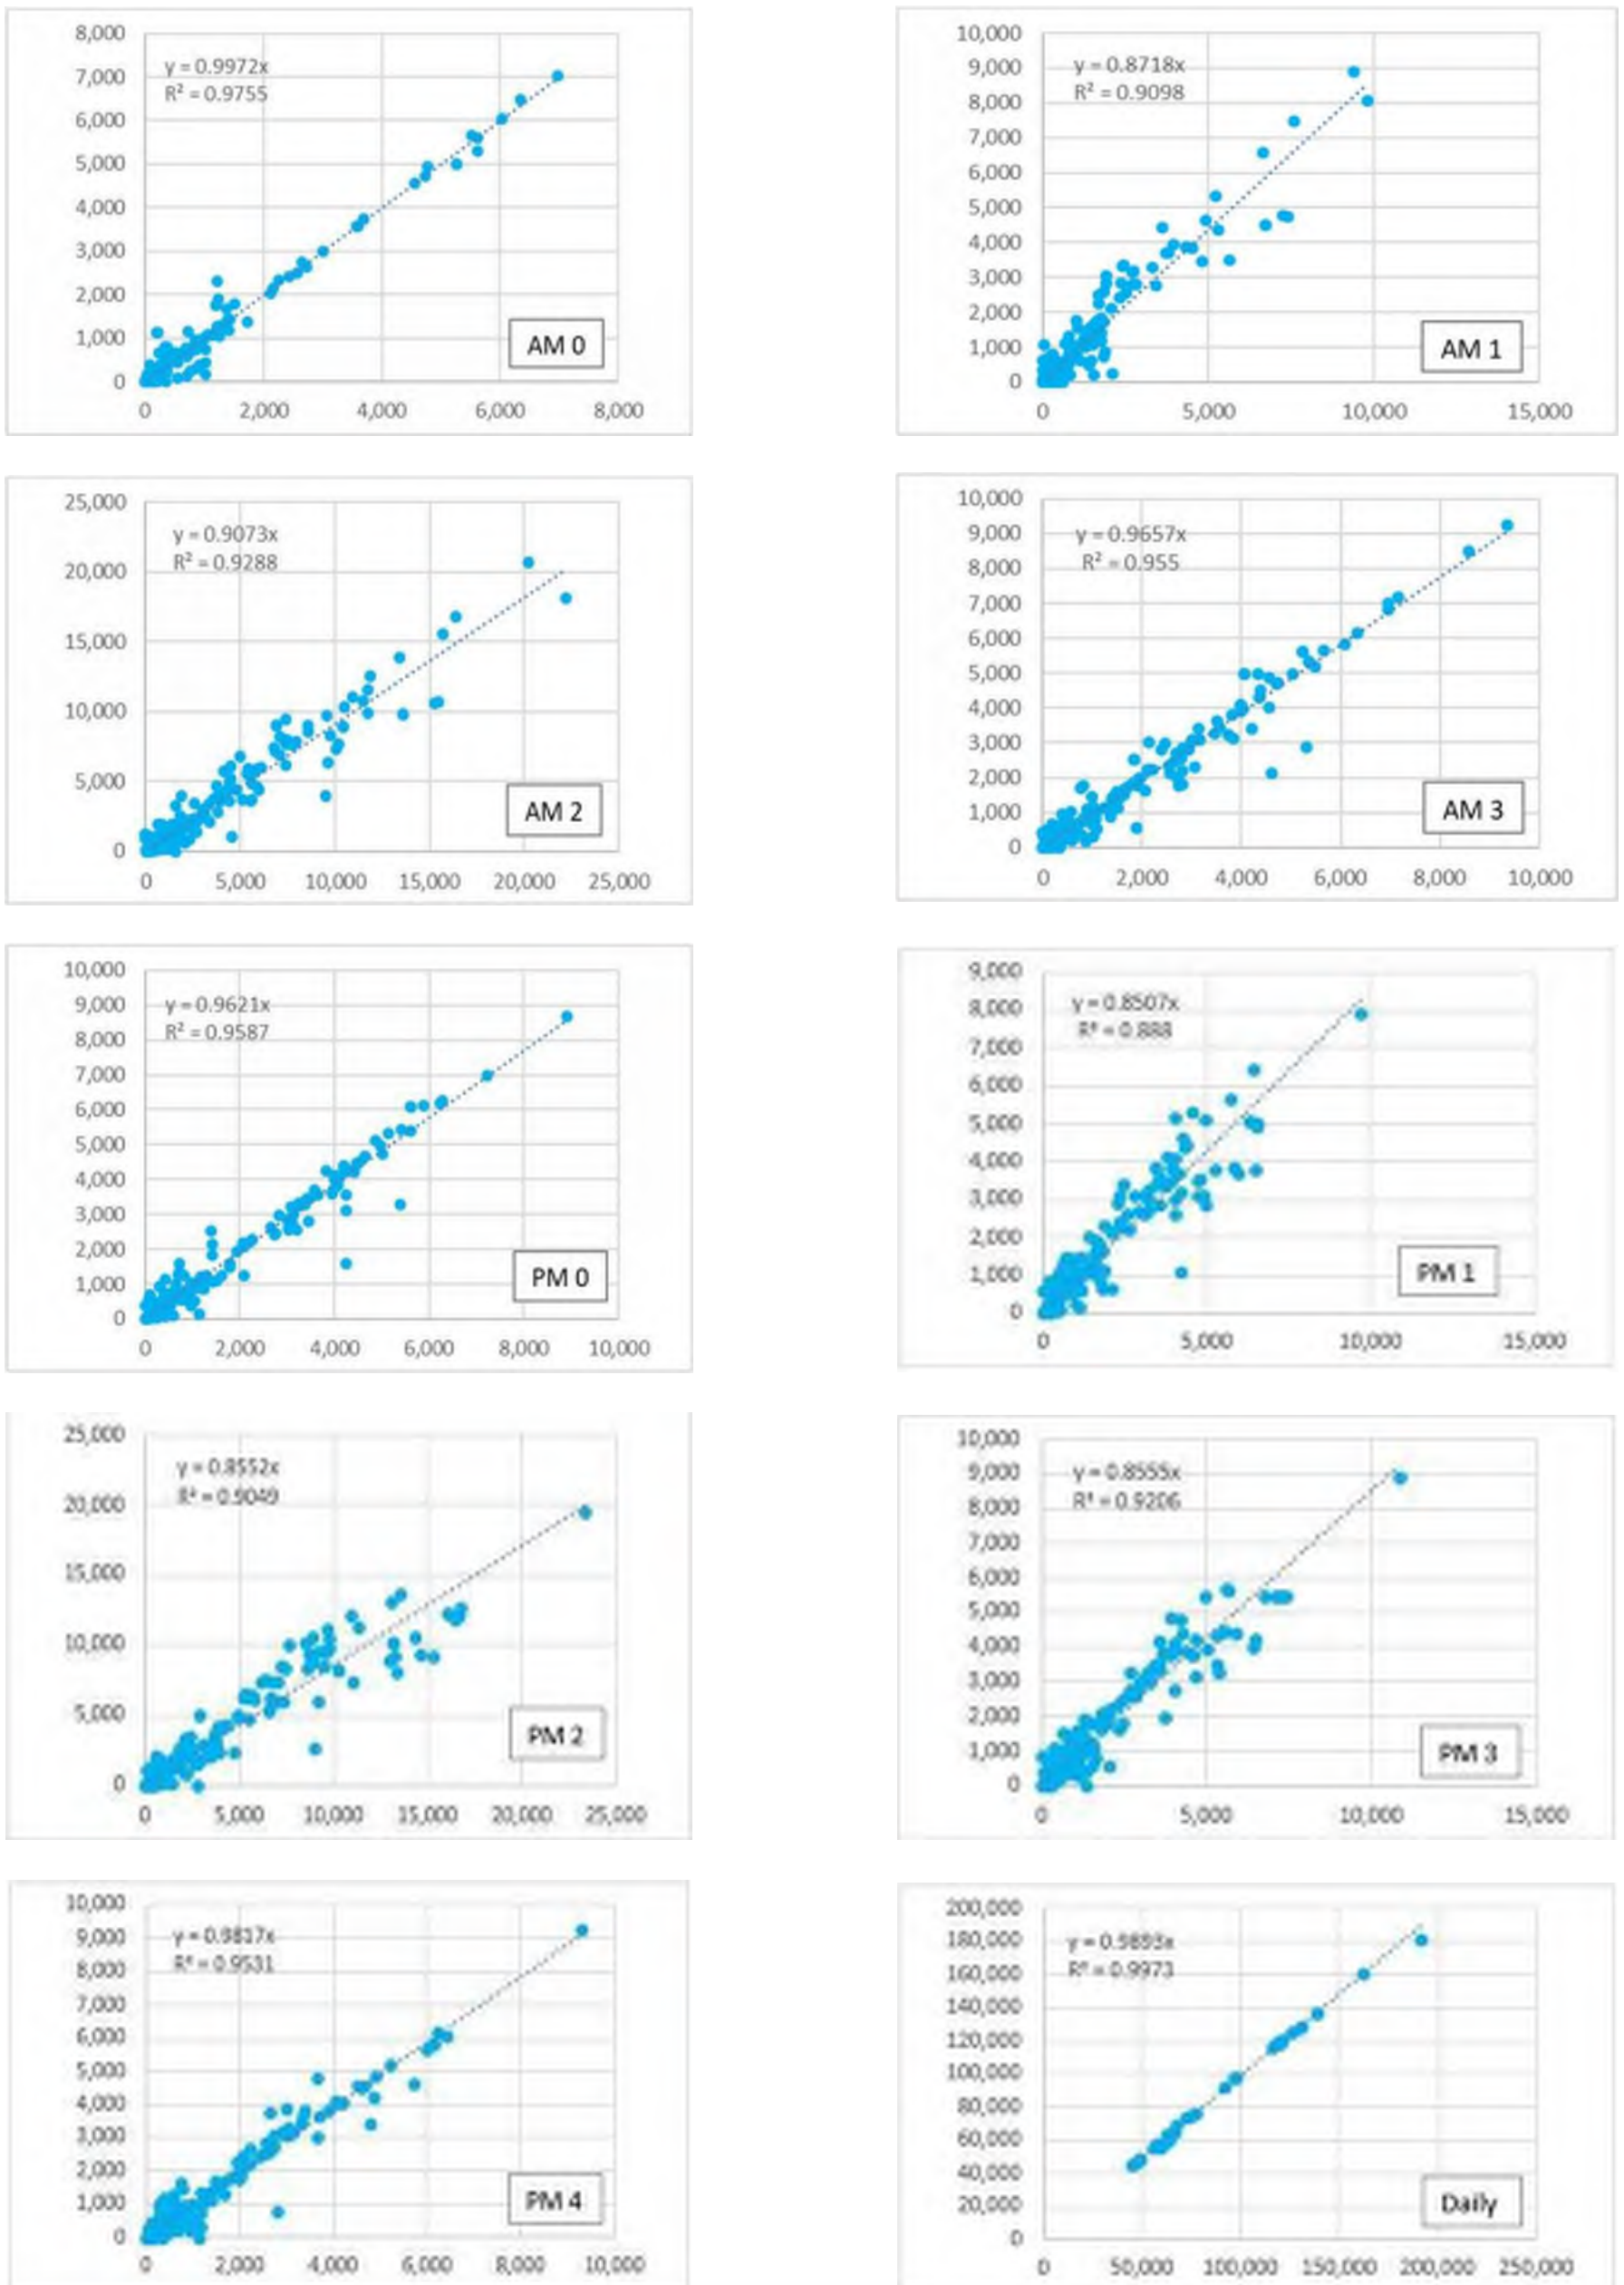 8,000
7,000
6,000
5,000
4,000
3,000
2,000
1,000
0
y = 0.9972x
R² = 0.9755
AM 0
0 2,000 4,000 6,000 8,000
10,000
9,000
8,000
7,000
6,000
5,000
4,000
3,000
2,000
1,000
0
y = 0.8718x
R² = 0.9098
AM 1
0 5,000 10,000 15,000
25,000
20,000
15,000
10,000
5,000
0
y = 0.9073x
R² = 0.9288
AM 2
0 5,000 10,000 15,000 20,000 25,000
10,000
9,000
8,000
7,000
6,000
5,000
4,000
3,000
2,000
1,000
0
y = 0.9657x
R² = 0.955
AM 3
0 2,000 4,000 6,000 8,000 10,000
10,000
9,000
8,000
7,000
6,000
5,000
4,000
3,000
2,000
1,000
0
y = 0.9621x
R² = 0.9587
PM 0
0 2,000 4,000 6,000 8,000 10,000
9,000
8,000
7,000
6,000
5,000
4,000
3,000
2,000
1,000
0
y = 0.8507x
R² = 0.888
PM 1
0 5,000 10,000 15,000
25,000
20,000
15,000
10,000
5,000
0
y = 0.8552x
R² = 0.9049
PM 2
0 5,000 10,000 15,000 20,000 25,000
10,000
9,000
8,000
7,000
6,000
5,000
4,000
3,000
2,000
1,000
0
y = 0.8555x
R² = 0.9206
PM 3
0 5,000 10,000 15,000
10,000
9,000
8,000
7,000
6,000
5,000
4,000
3,000
2,000
1,000
0
y = 0.9817x
R² = 0.9531
PM 4
0 2,000 4,000 6,000 8,000 10,000
200,000
180,000
160,000
140,000
120,000
100,000
80,000
60,000
40,000
20,000
0
y = 0.9893x
R² = 0.9973
Daily
0 50,000 100,000 150,000 200,000 250,000